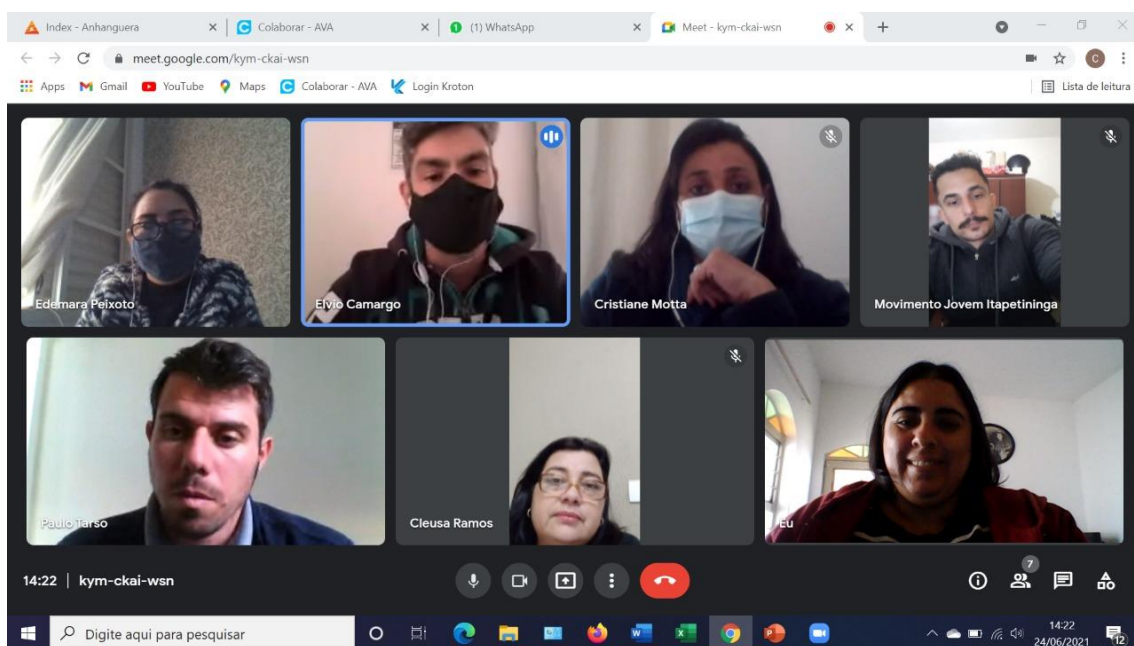 Index - Anhanguera
Colaborar - AVA
(1) WhatsApp
Meet - kym-ckai-wsn
meet.google.com/kym-ckai-wsn
C
Apps
Gmail
YouTube
Maps
Colaborar - AVA
Login Kroton
Lista de leitura
Edemara Peixoto
Elvio Camargo
Cristiane Motta
Movimento Jovem Itapetininga
Paulo Tarso
Cleusa Ramos
Eu
14:22 | kym-ckai-wsn
7
Digite aqui para pesquisar
14:22
24/06/2021
12